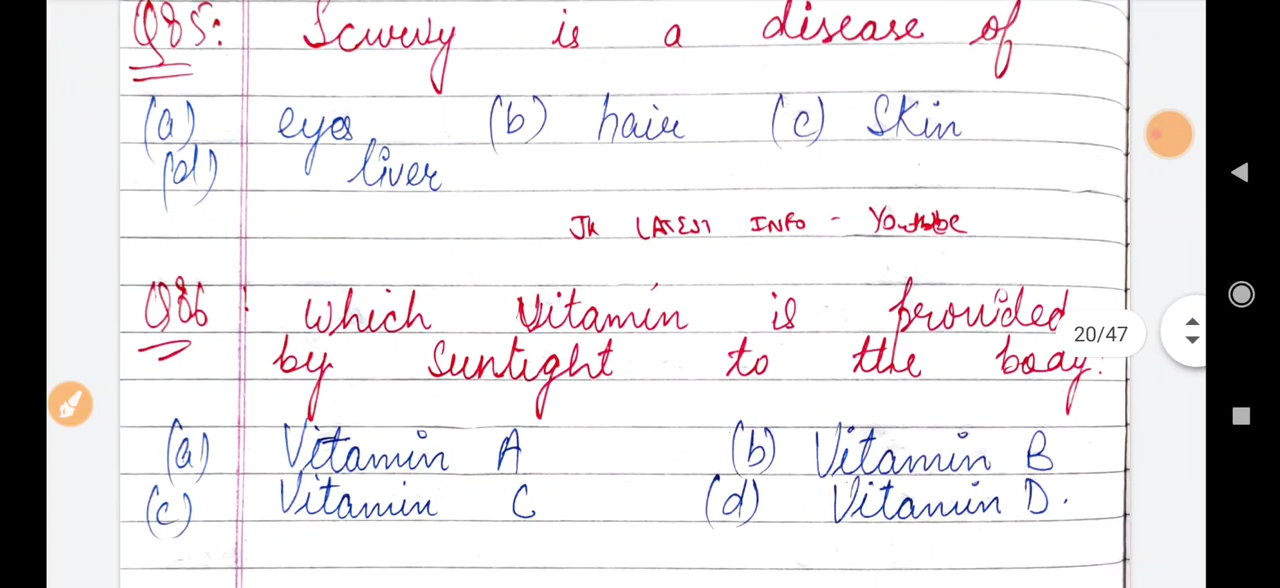 Q85: Scurvy is a disease of
(a) eyes (b) hair (c) Skin
(d) liver
JK LATEST INFO - Youtube
Q86: Which Vitamin is provided
20/47
by Sunlight to the body.
(a) Vitamin A (b) Vitamin B
(c) Vitamin C (d) Vitamin D.